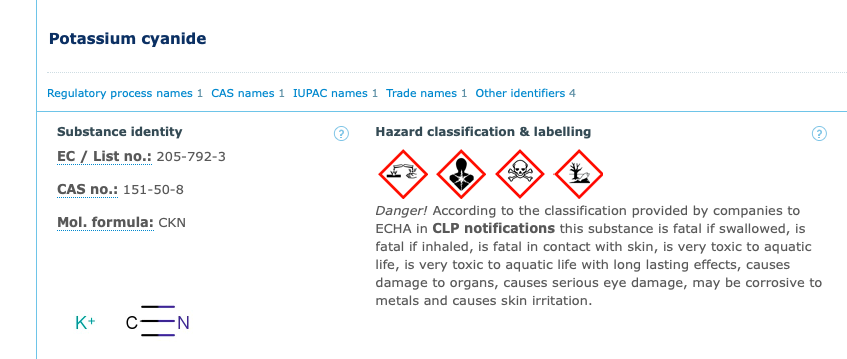 Potassium cyanide
Regulatory process names 1 CAS names 1 IUPAC names 1 Trade names 1 Other identifiers 4
Substance identity
?
EC / List no.: 205-792-3
CAS no.: 151-50-8
Mol. formula: CKN
K+
C N
Hazard classification & labelling
?
Danger! According to the classification provided by companies to
ECHA in CLP notifications this substance is fatal if swallowed, is
fatal if inhaled, is fatal in contact with skin, is very toxic to aquatic
life, is very toxic to aquatic life with long lasting effects, causes
damage to organs, causes serious eye damage, may be corrosive to
metals and causes skin irritation.